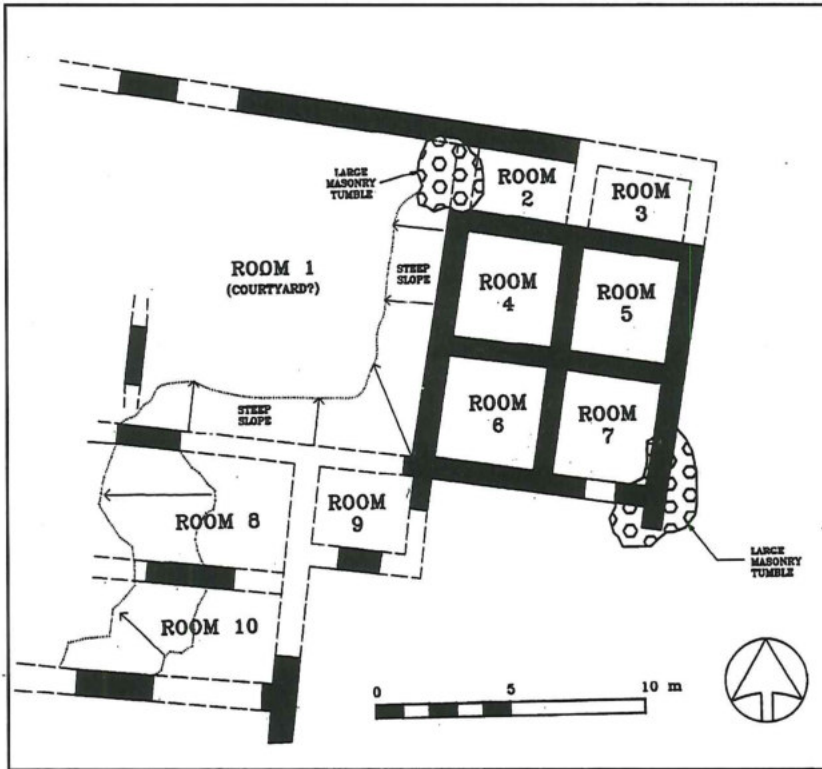 LARGE
MASONRY
TUMBLE
ROOM
2
ROOM
3
ROOM 1
(COURTYARD?)
STEEP
SLOPE
ROOM
4
ROOM
5
STEEP
SLOPE
ROOM
6
ROOM
7
ROOM 8
ROOM
9
LARGE
MASONRY
TUMBLE
ROOM 10
0 5 10 m